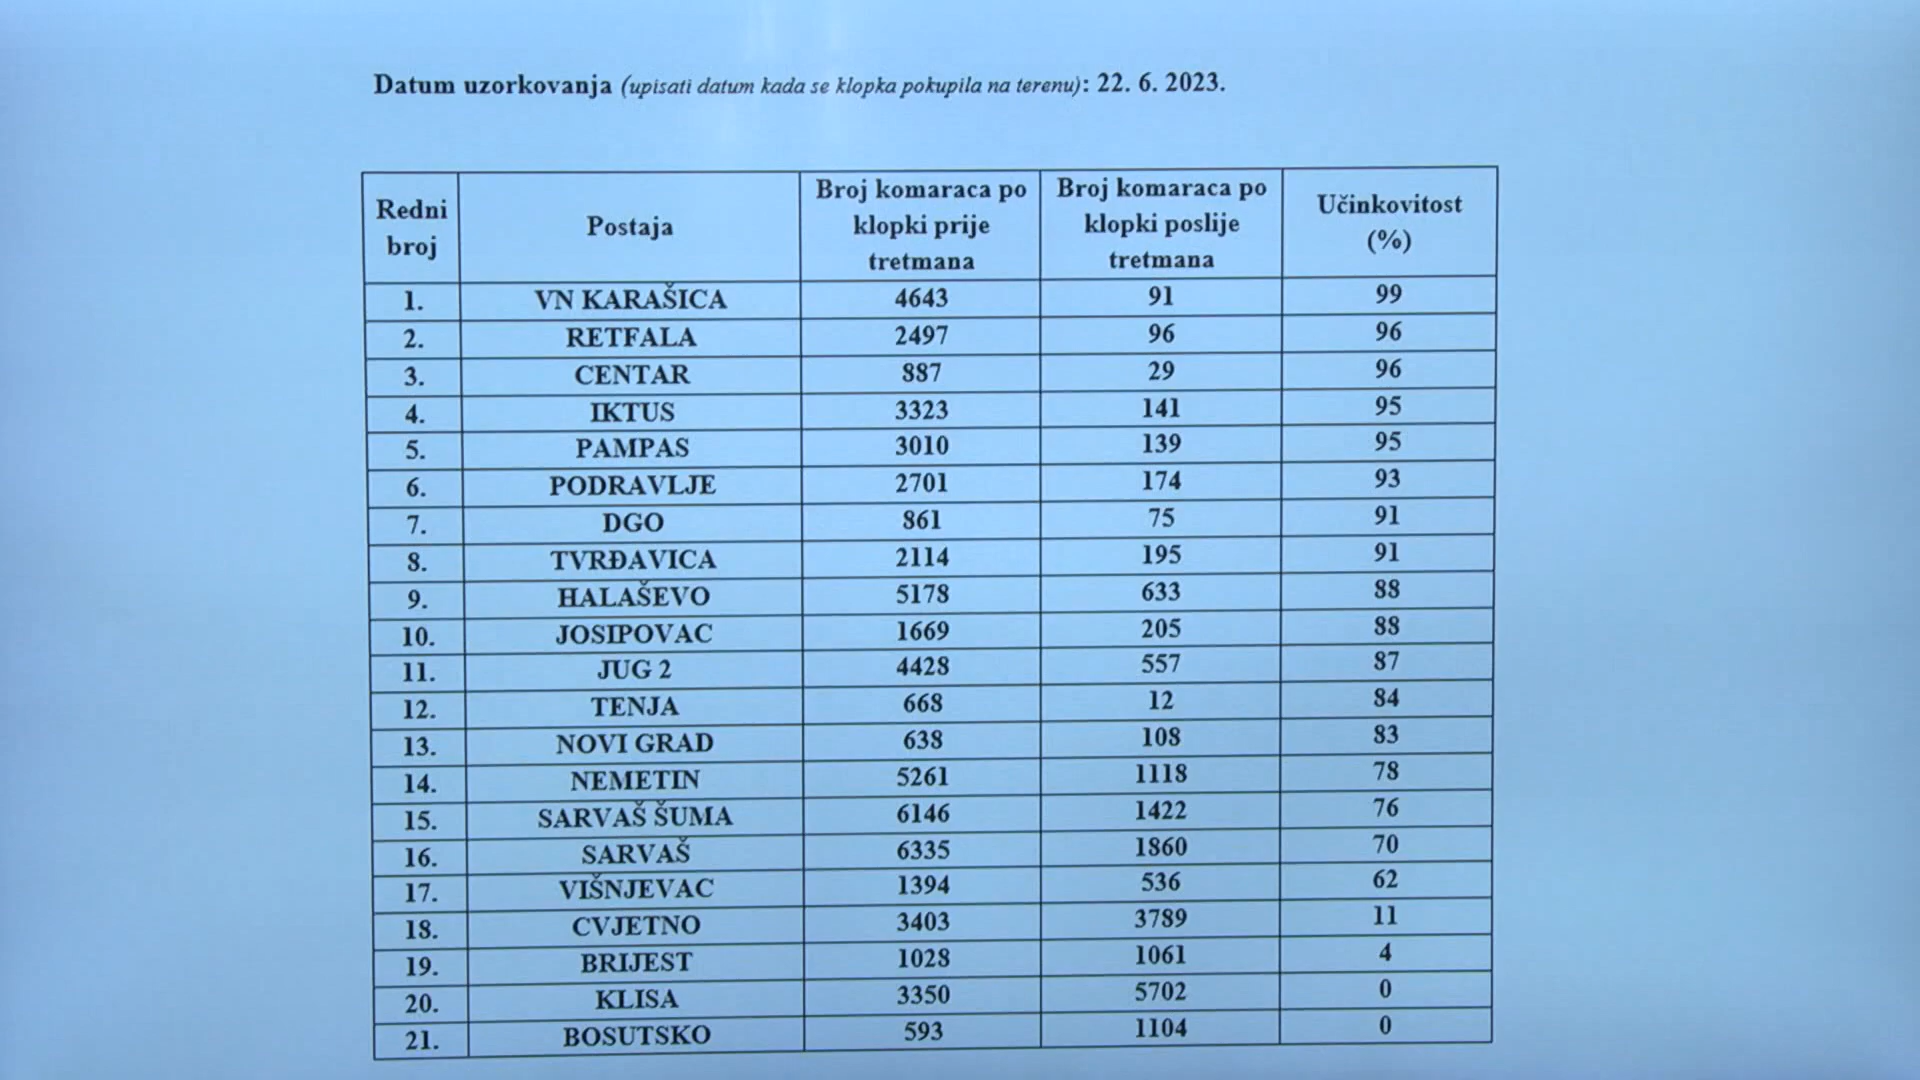 Datum uzorkovanja (upisati datum kada se klopka pokupila na terenu): 22. 6. 2023.
Redni broj Postaja Broj komaraca po klopki prije tretmana Broj komaraca po klopki poslije tretmana Učinkovitost (%)
1. VN KARAŠICA 4643 91 99
2. RETFALA 2497 96 96
3. CENTAR 887 29 96
4. IKTUS 3323 141 95
5. PAMPAS 3010 139 95
6. PODRAVLJE 2701 174 93
7. DGO 861 75 91
8. TVRĐAVICA 2114 195 91
9. HALAŠEVO 5178 633 88
10. JOSIPOVAC 1669 205 88
11. JUG 2 4428 557 87
12. TENJA 668 12 84
13. NOVI GRAD 638 108 83
14. NEMETIN 5261 1118 78
15. SARVAŠ ŠUMA 6146 1422 76
16. SARVAŠ 6335 1860 70
17. VIŠNJEVAC 1394 536 62
18. CVJETNO 3403 3789 11
19. BRIJEST 1028 1061 4
20. KLISA 3350 5702 0
21. BOSUTSKO 593 1104 0